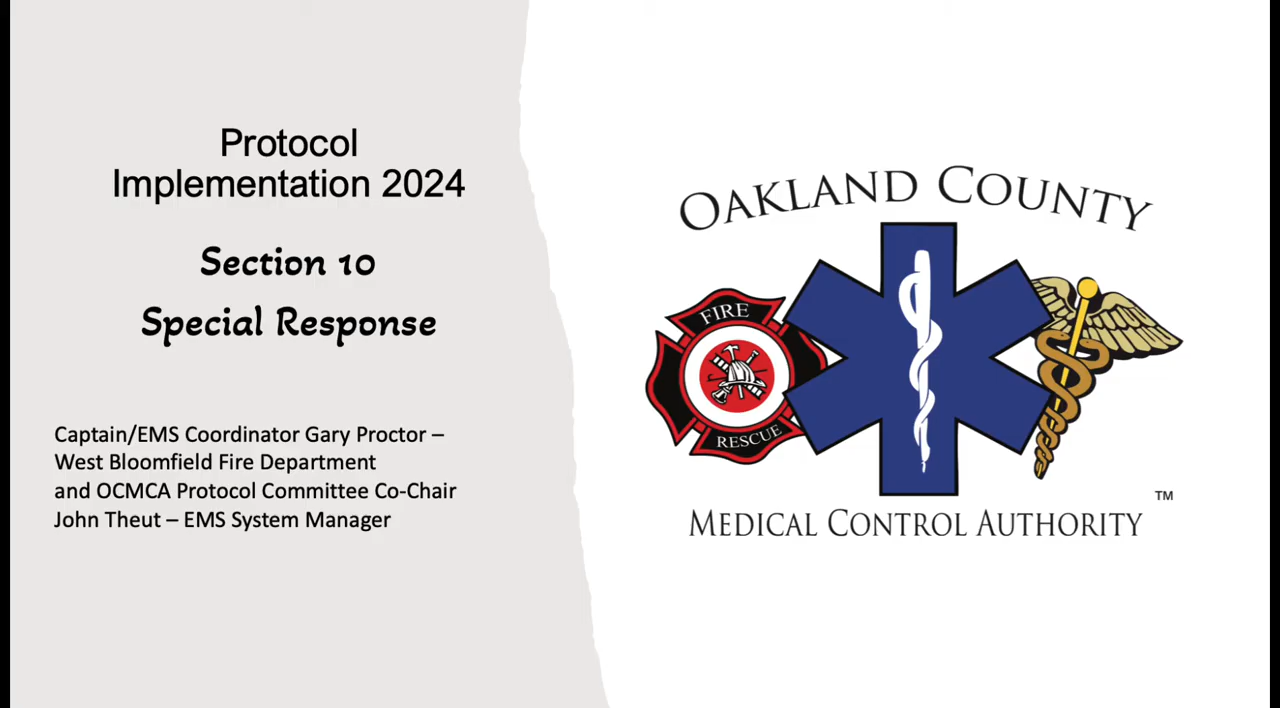 Protocol
Implementation 2024
Section 10
Special Response
Captain/EMS Coordinator Gary Proctor –
West Bloomfield Fire Department
and OCMCA Protocol Committee Co-Chair
John Theut – EMS System Manager
OAKLAND COUNTY
FIRE
RESCUE
MEDICAL CONTROL AUTHORITY
TM